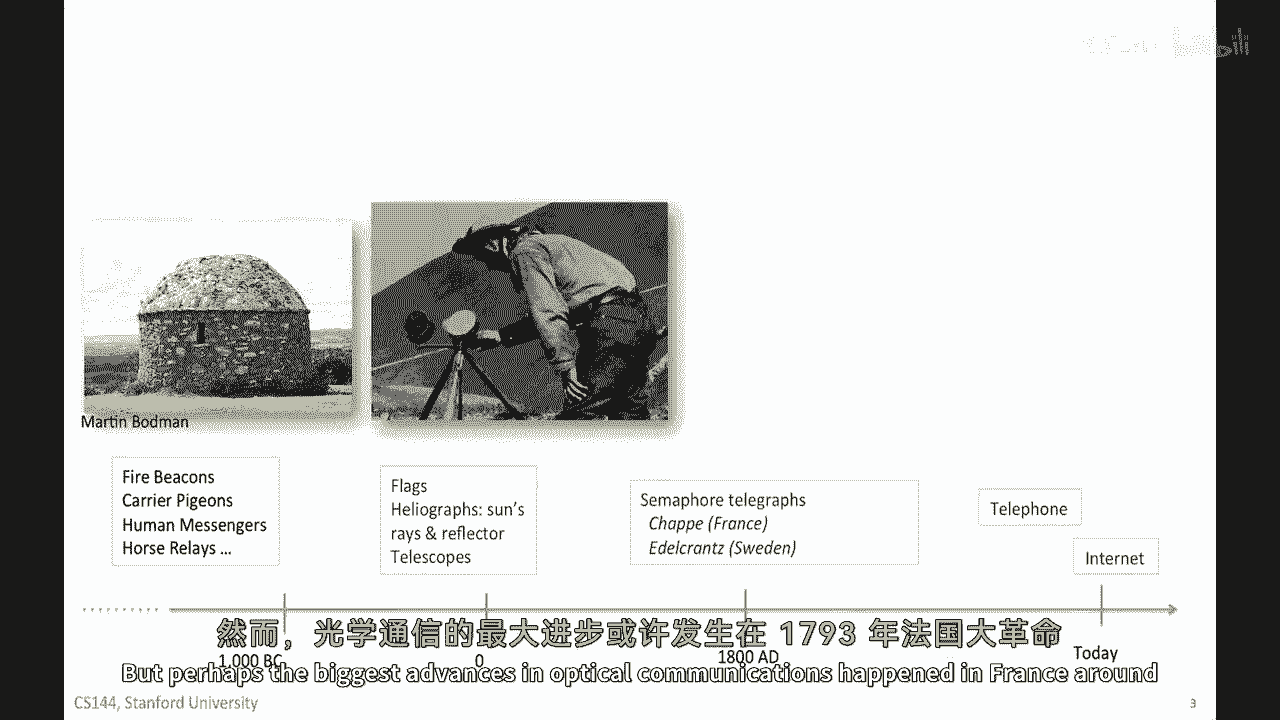 Martin Bodman
Fire Beacons
Carrier Pigeons
Human Messengers
Horse Relays ...
Flags
Heliographs: sun's
rays & reflector
Telescopes
Semaphore telegraphs
Chappe (France)
Edelcrantz (Sweden)
Telephone
Internet
1,000 BC
0
1800 AD
Today
然而，光学通信的最大进步或许发生在 1793 年法国大革命
But perhaps the biggest advances in optical communications happened in France around
CS144, Stanford University
3